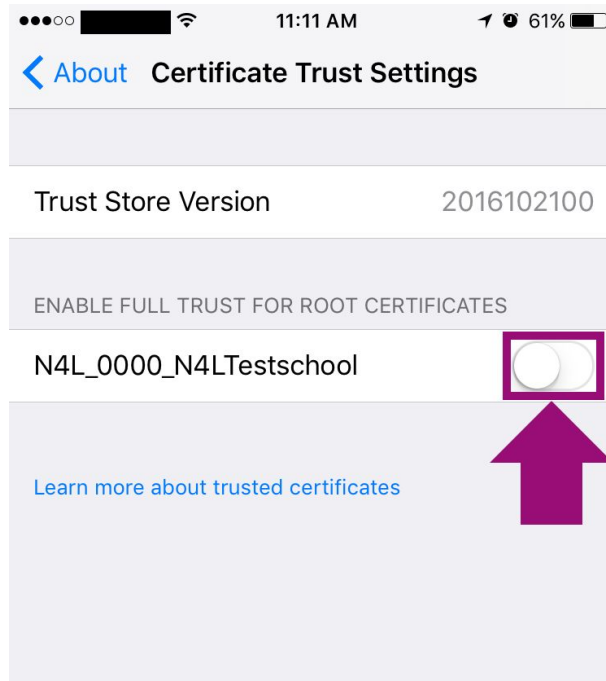 11:11 AM
61%
About Certificate Trust Settings
Trust Store Version 2016102100
ENABLE FULL TRUST FOR ROOT CERTIFICATES
N4L_0000_N4LTestschool
Learn more about trusted certificates